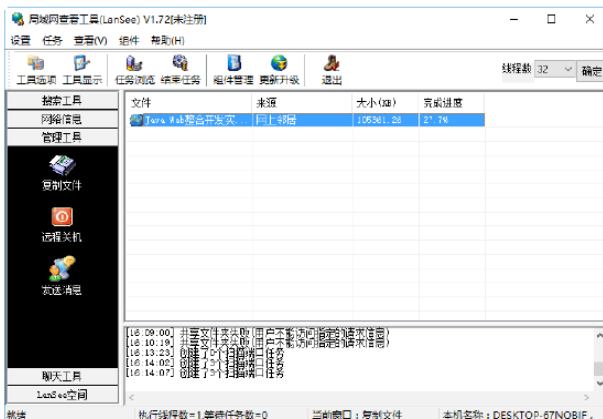 局域网查看工具(LanSee) V1.72[未注册]
设置 任务 查看(V) 组件 帮助(H)
工具选项 工具显示 任务浏览 结束任务 组件管理 更新升级 退出 线程数 32 确定
搜索工具
网络信息
管理工具
复制文件
远程关机
发送消息
聊天工具
LanSee空间
文件 来源 大小(KB) 完成进度
Java Web整合开发实... 网上邻居 105361.28 27.7%
[16:09:00] 共享文件夹失败(用户不能访问指定的请求信息)
[16:10:19] 共享文件夹失败(用户不能访问指定的请求信息)
[16:13:23] 创建了0个扫描端口任务
[16:14:02] 创建了3个扫描端口任务
[16:14:07] 创建了3个扫描端口任务
就绪 执行线程数=1,等待任务数=0 当前窗口：复制文件 本机名称：DESKTOP-67NOBIF，